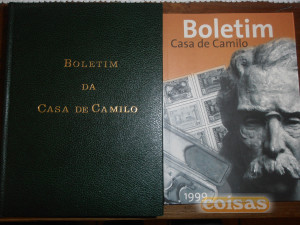 BOLETIM
DA
CASA DE CAMILO
Boletim
Casa de Camilo
1999
coisas